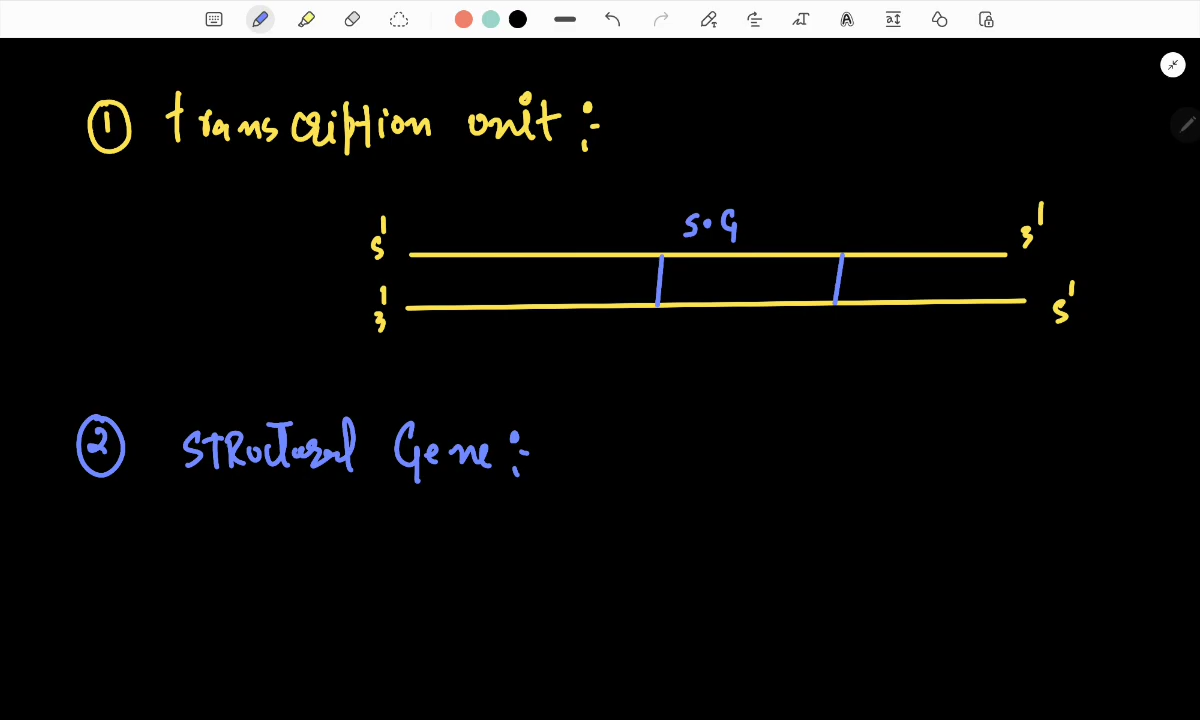 ① transcription unit :-
S.G
5' 3'
3' 5'
② STRuctural Gene :-